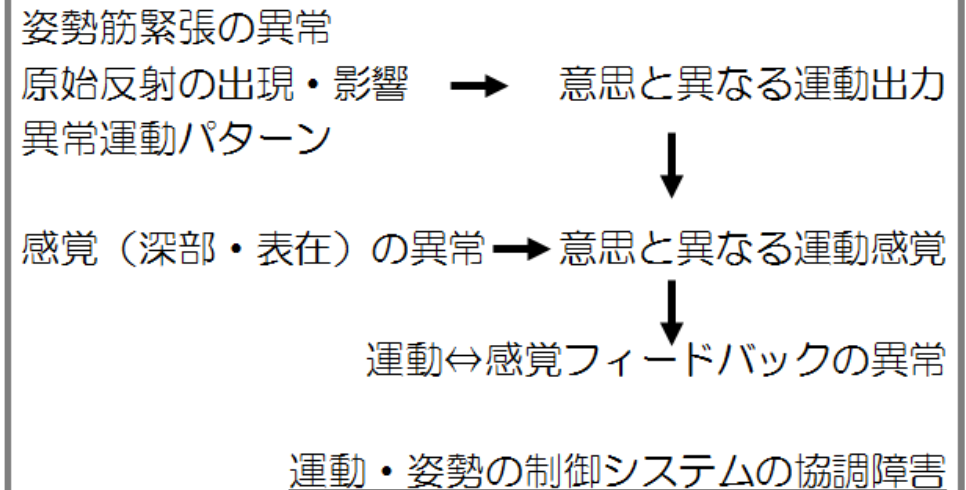 姿勢筋緊張の異常
原始反射の出現・影響 → 意思と異なる運動出力
異常運動パターン
↓
感覚（深部・表在）の異常→意思と異なる運動感覚
↓
運動⇔感覚フィードバックの異常
運動・姿勢の制御システムの協調障害